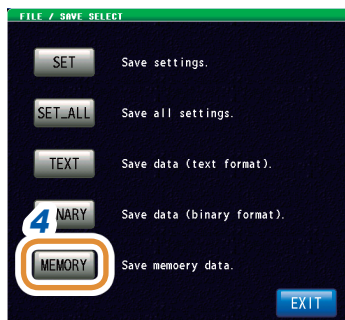 FILE / SAVE SELECT
SET Save settings.
SET_ALL Save all settings.
TEXT Save data (text format).
4 NARY Save data (binary format).
MEMORY Save memoery data.
EXIT